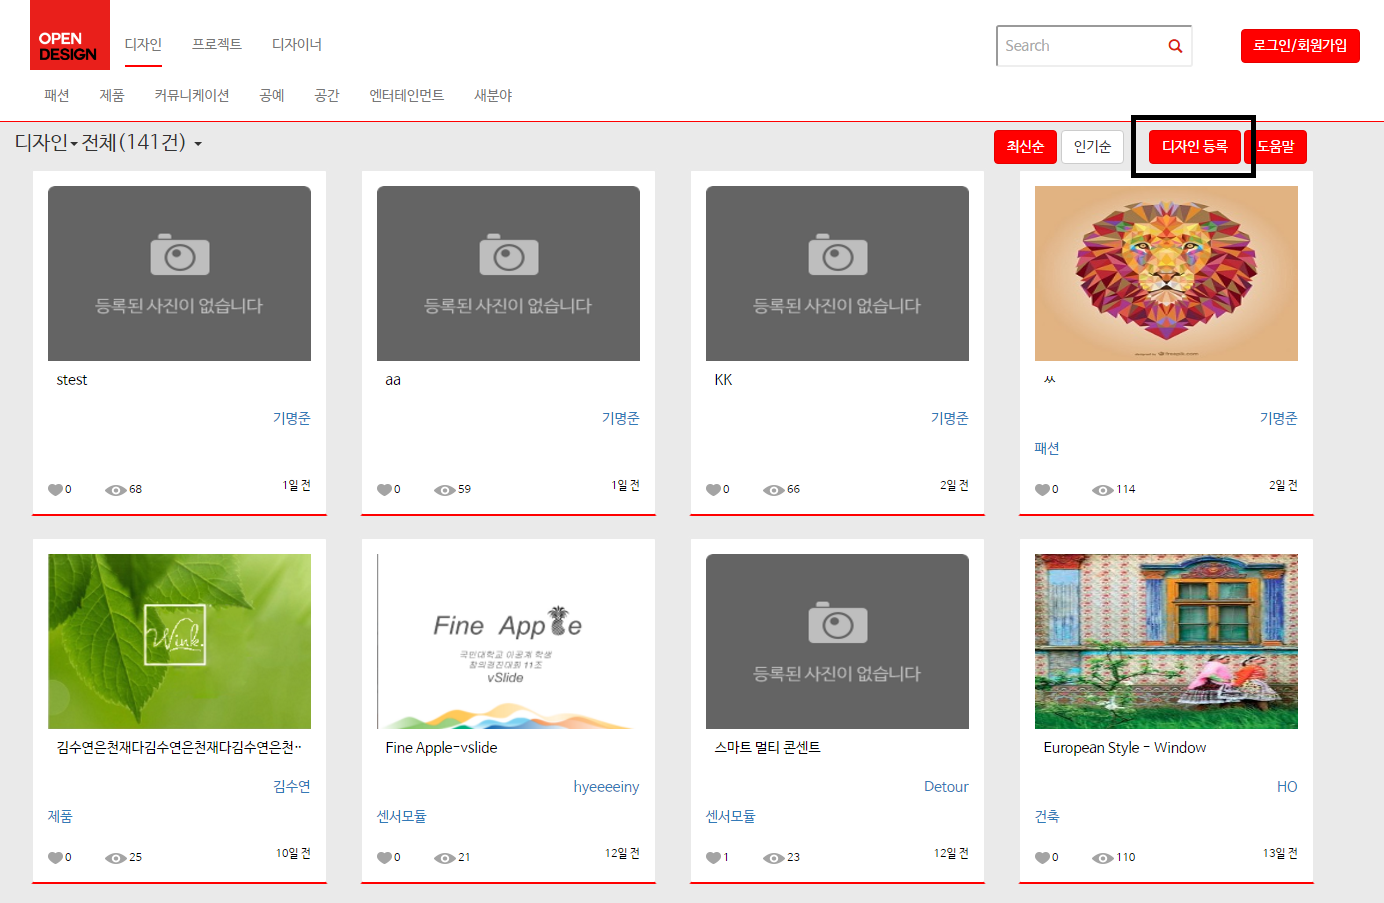 OPEN
DESIGN
디자인 프로젝트 디자이너
Search
로그인/회원가입
패션 제품 커뮤니케이션 공예 공간 엔터테인먼트 새분야
디자인 전체(141건)
최신순 인기순 디자인 등록 도움말
등록된 사진이 없습니다
stest
기명준
0 68 1일 전
등록된 사진이 없습니다
aa
기명준
0 59 1일 전
등록된 사진이 없습니다
KK
기명준
0 66 2일 전
designed by freepik.com
ㅆ
기명준
패션
0 114 2일 전
Wink.
김수연은천재다김수연은천재다김수연은천··
김수연
제품
0 25 10일 전
Fine Apple
국민대학교 이공계 학생
창의경진대회 11조
vSlide
Fine Apple-vslide
hyeeeeiny
센서모듈
0 21 12일 전
등록된 사진이 없습니다
스마트 멀티 콘센트
Detour
센서모듈
1 23 12일 전
European Style - Window
HO
건축
0 110 13일 전